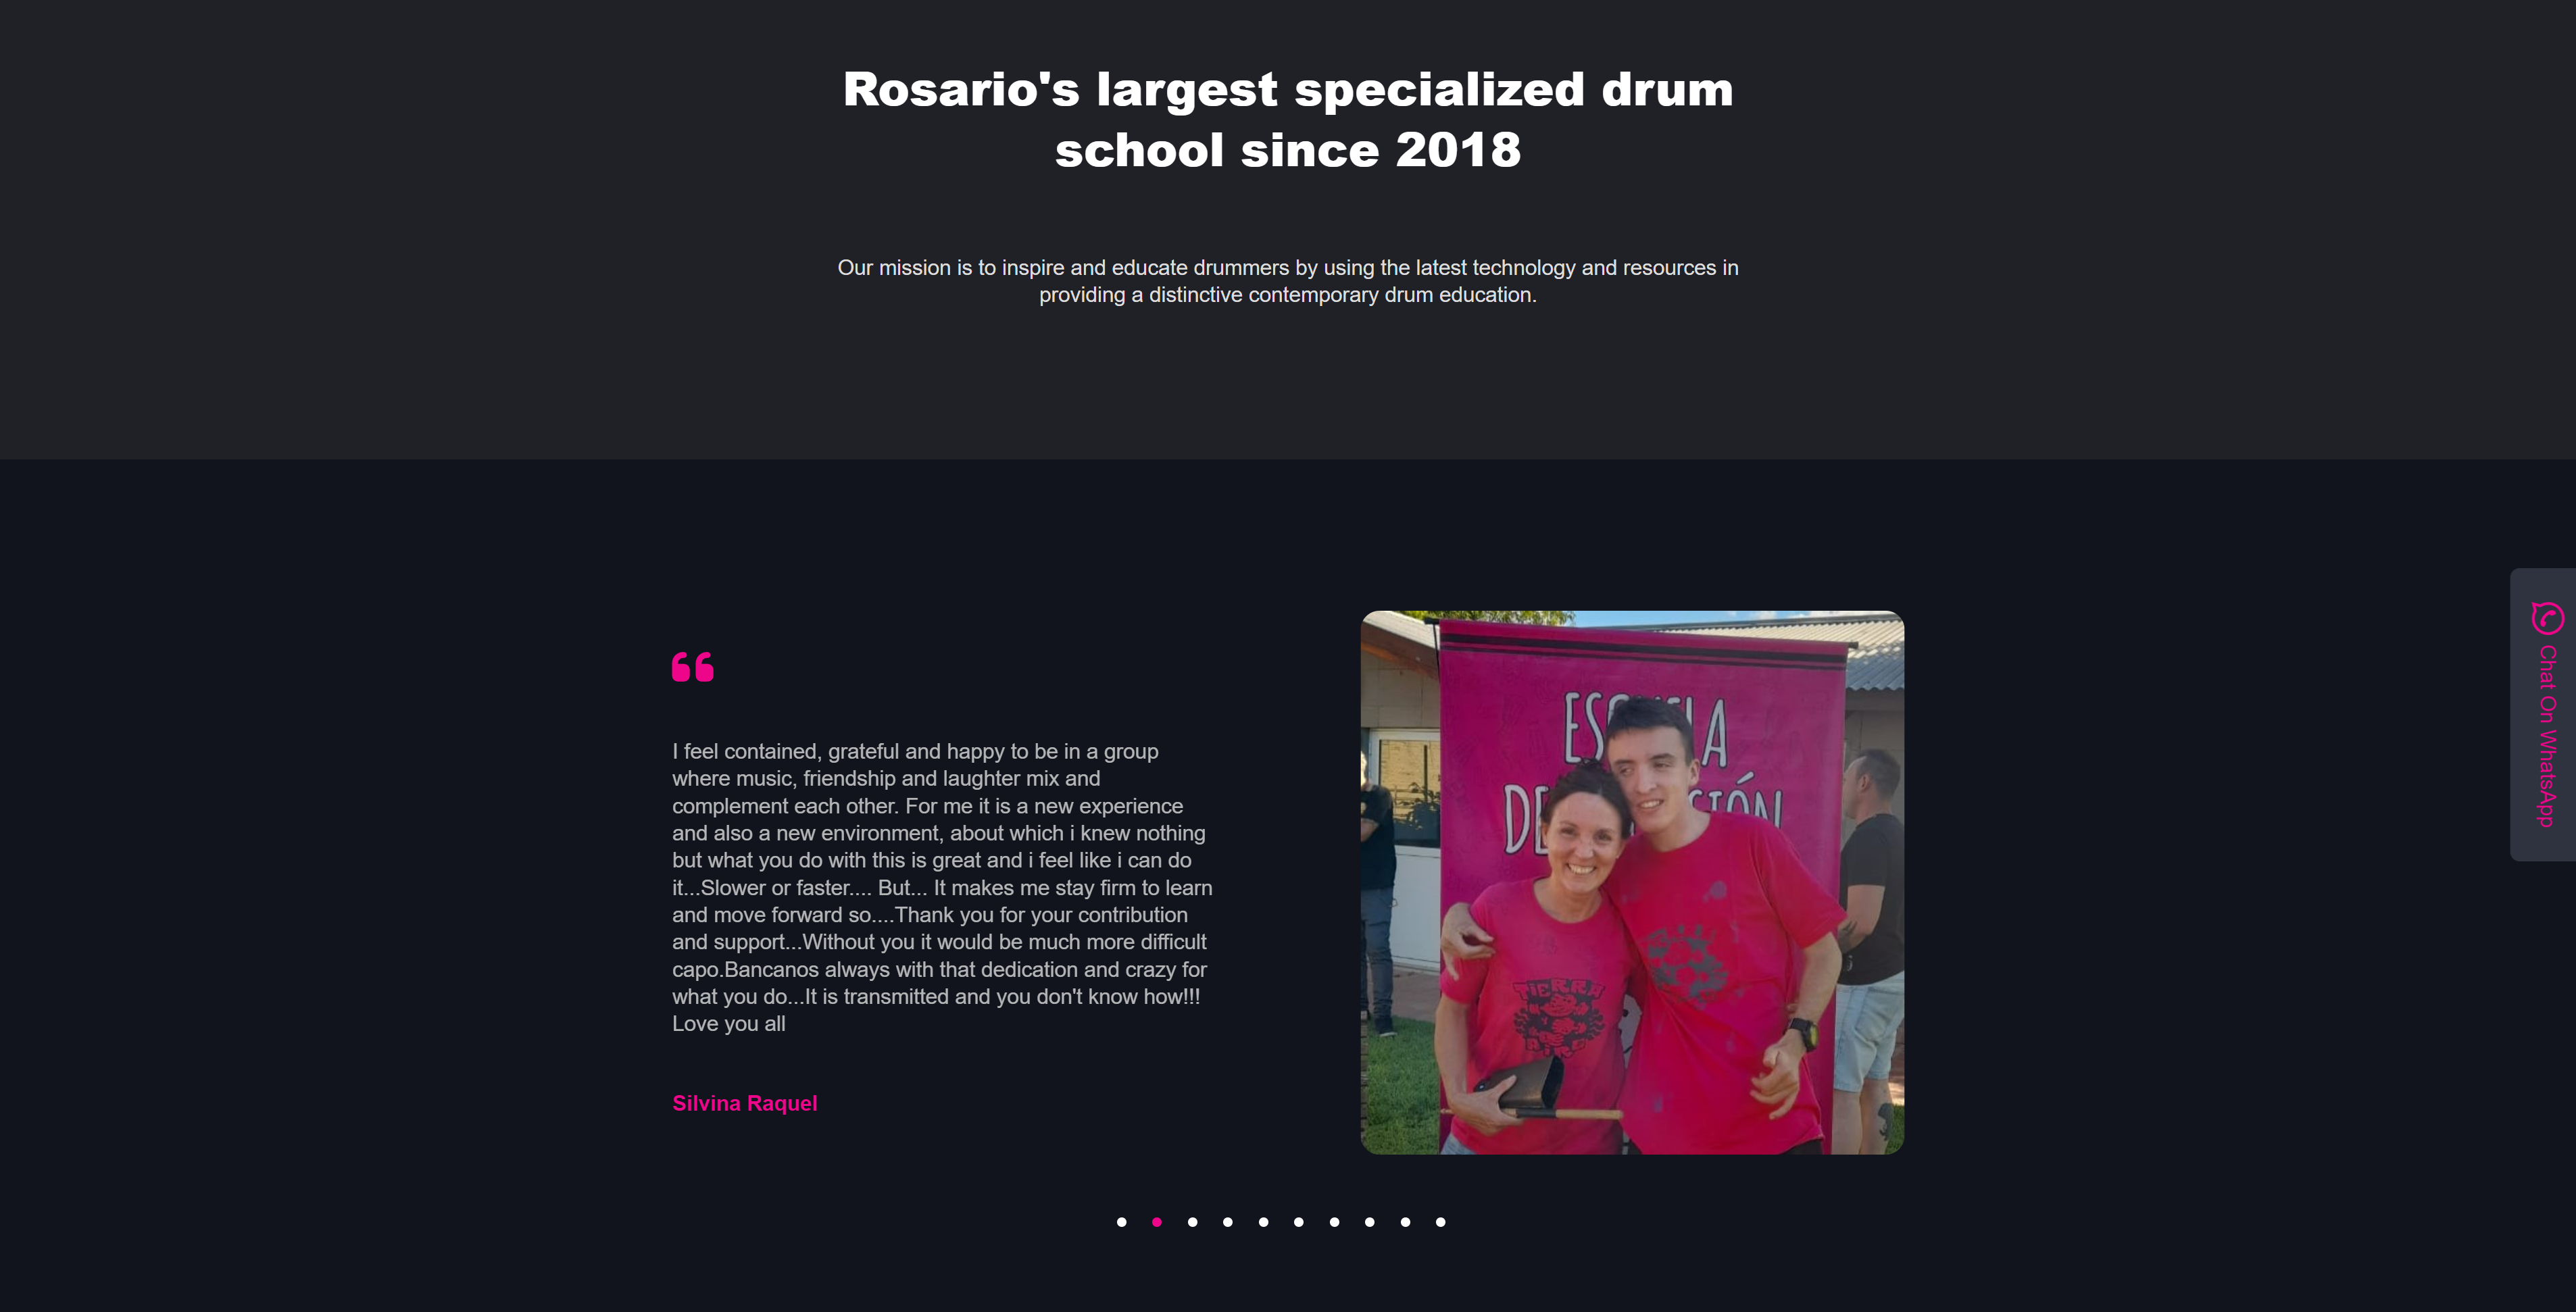 Rosario's largest specialized drum
school since 2018
Our mission is to inspire and educate drummers by using the latest technology and resources in
providing a distinctive contemporary drum education.
I feel contained, grateful and happy to be in a group
where music, friendship and laughter mix and
complement each other. For me it is a new experience
and also a new environment, about which i knew nothing
but what you do with this is great and i feel like i can do
it...Slower or faster.... But... It makes me stay firm to learn
and move forward so....Thank you for your contribution
and support...Without you it would be much more difficult
capo.Bancanos always with that dedication and crazy for
what you do...It is transmitted and you don't know how!!!
Love you all
Silvina Raquel
TIERRA
Chat On WhatsApp